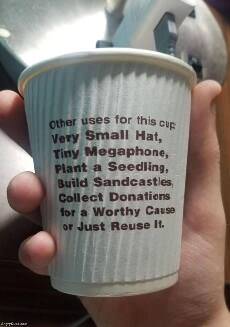 Other uses for this cup:
Very Small Hat,
Tiny Megaphone,
Plant a Seedling,
Build Sandcastles,
Collect Donations
for a Worthy Cause
or Just Reuse It.